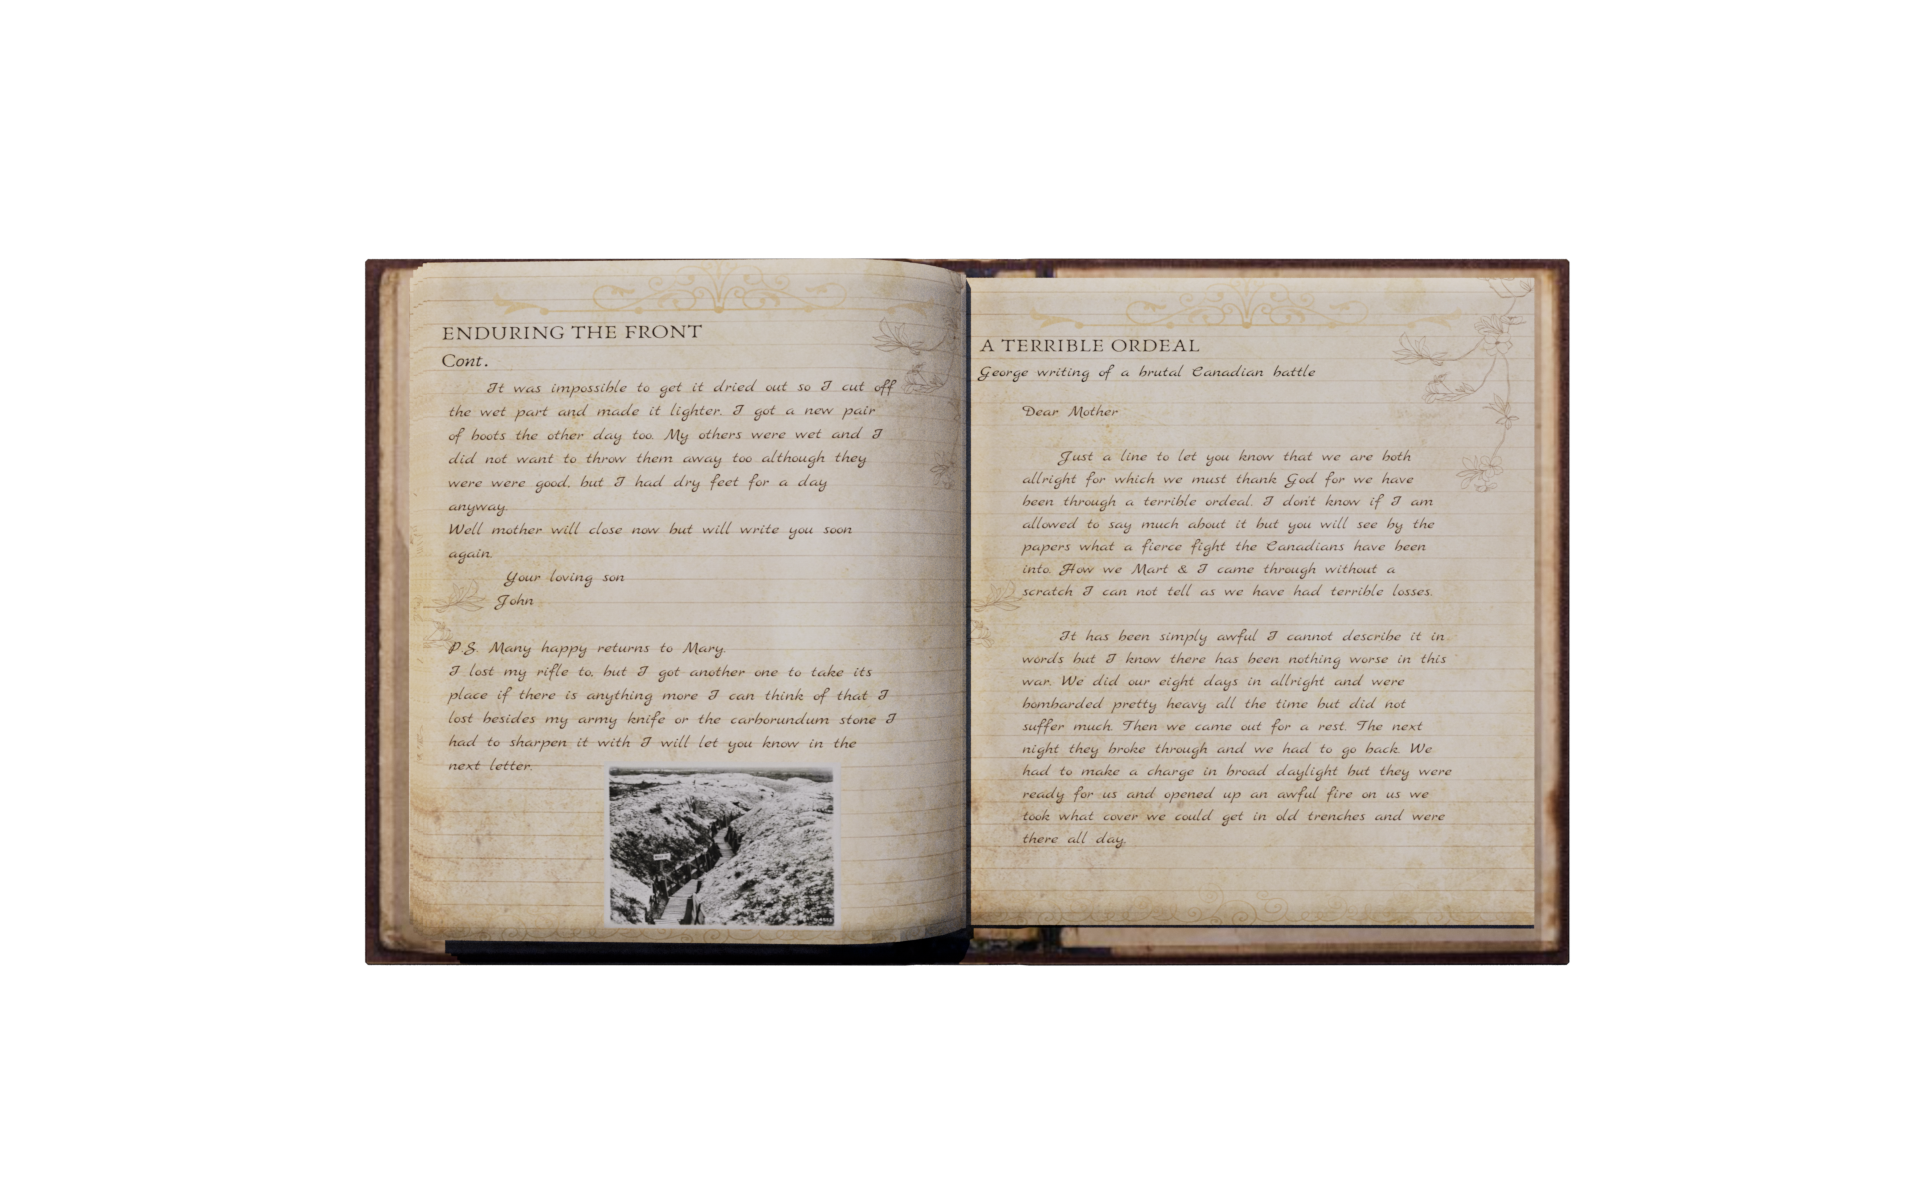 ENDURING THE FRONT
Cont.
It was impossible to get it dried out so I cut off
the wet part and made it lighter. I got a new pair
of boots the other day too. My others were wet and I
did not want to throw them away too although they
were were good, but I had dry feet for a day
anyway.
Well mother will close now but will write you soon
again.
Your loving son
John
P.S. Many happy returns to Mary.
I lost my rifle to, but I got another one to take its
place if there is anything more I can think of that I
lost besides my army knife or the carborundum stone I
had to sharpen it with I will let you know in the
next letter.
A TERRIBLE ORDEAL
George writing of a brutal Canadian battle
Dear Mother
Just a line to let you know that we are both
allright for which we must thank God for we have
been through a terrible ordeal. I don't know if I am
allowed to say much about it but you will see by the
papers what a fierce fight the Canadians have been
into. How we Mart & I came through without a
scratch I can not tell as we have had terrible losses.
It has been simply awful I cannot describe it in
words but I know there has been nothing worse in this
war. We did our eight days in allright and were
bombarded pretty heavy all the time but did not
suffer much. Then we came out for a rest. The next
night they broke through and we had to go back. We
had to make a charge in broad daylight but they were
ready for us and opened up an awful fire on us we
took what cover we could get in old trenches and were
there all day.